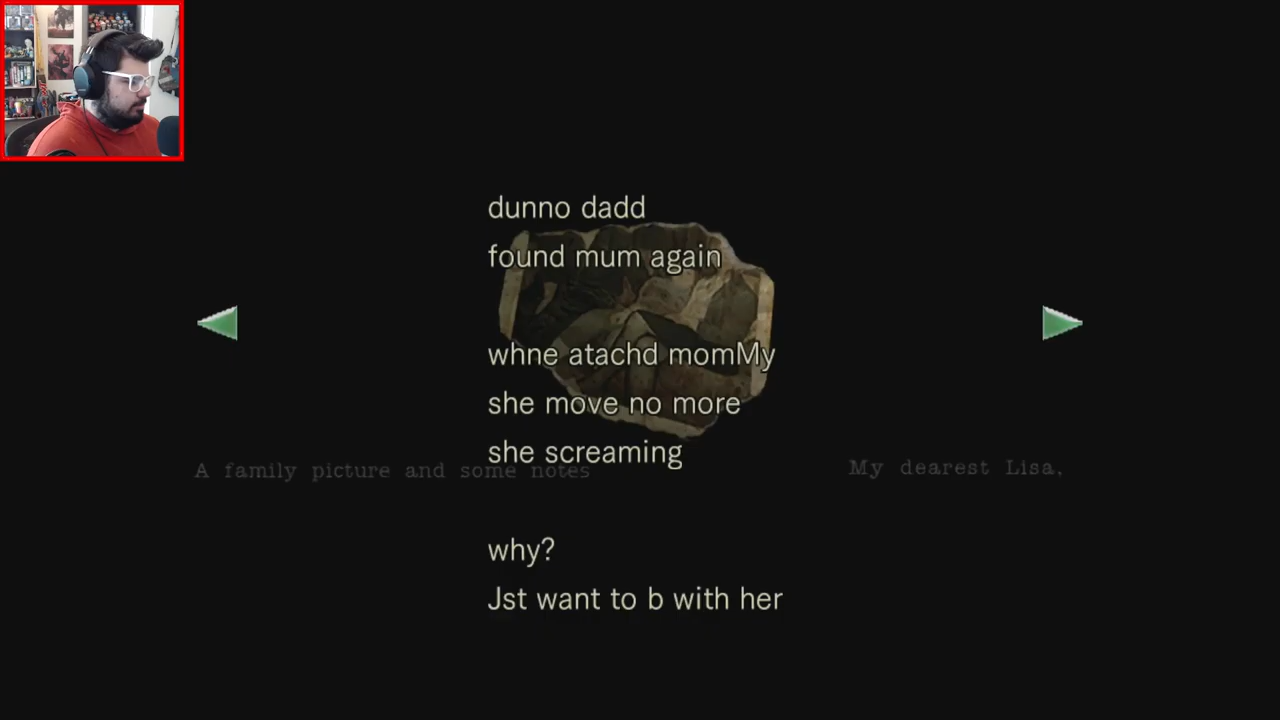 dunno dadd
found mum again
whne atachd momMy
she move no more
she screaming
A family picture and some notes
My dearest Lisa,
why?
Jst want to b with her